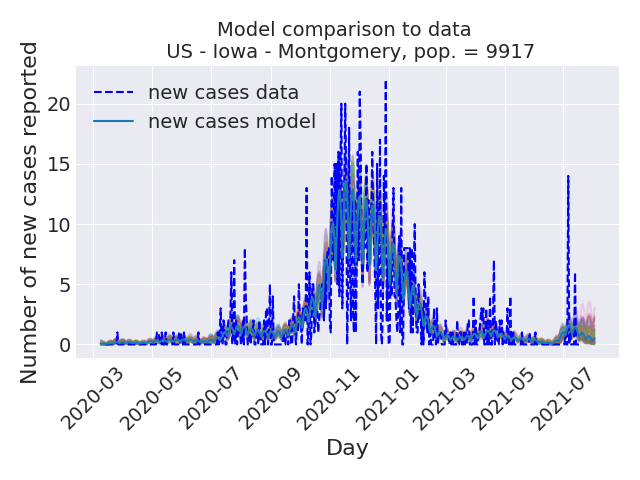 Model comparison to data
US - Iowa - Montgomery, pop. = 9917
Number of new cases reported
new cases data
new cases model
20
15
10
5
0
2020-03
2020-05
2020-07
2020-09
2020-11
2021-01
2021-03
2021-05
2021-07
Day